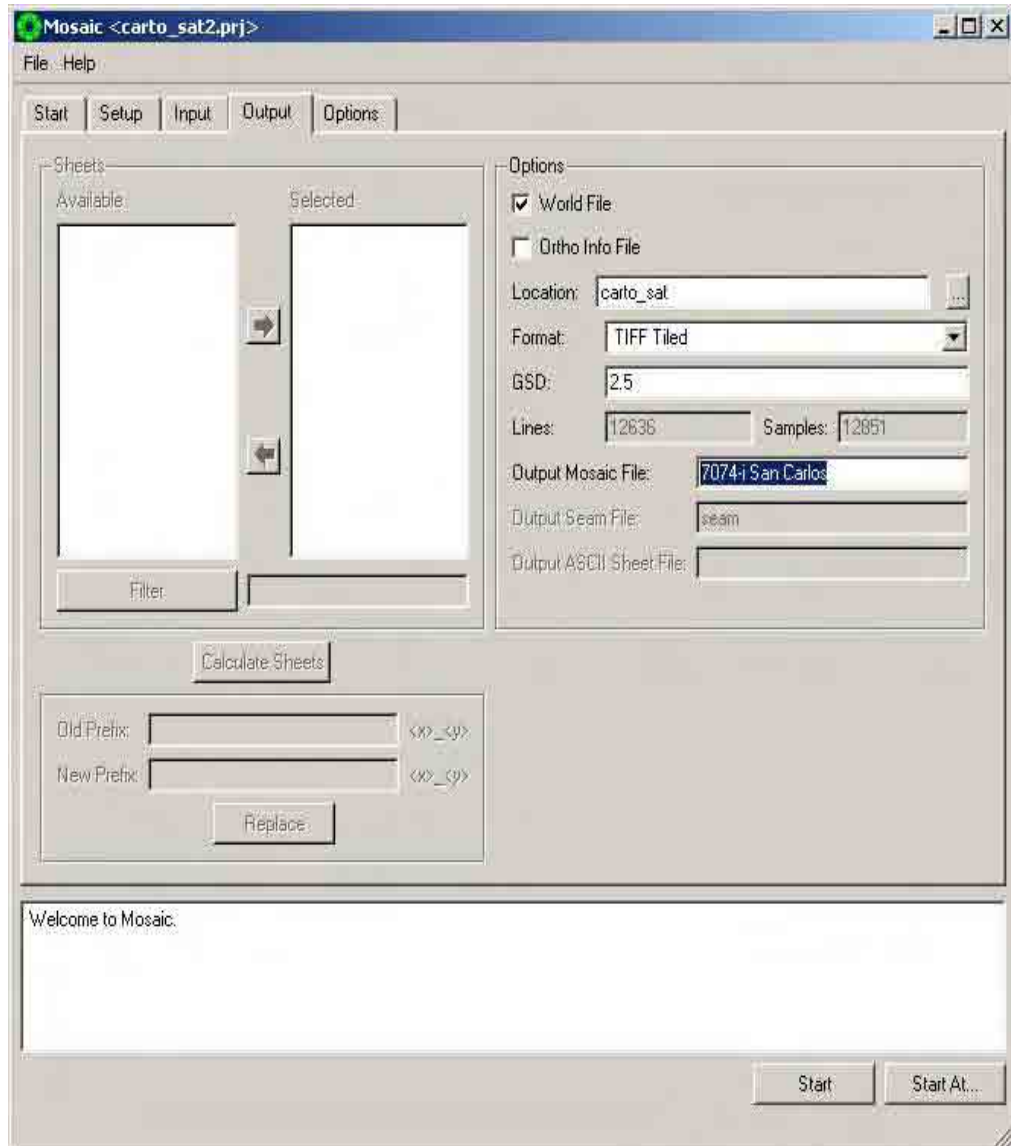 Mosaic <carto_sat2.prj>
File Help
Start Setup Input Output Options
Sheets
Available Selected
Filter
Calculate Sheets
Old Prefix: <x>_<y>
New Prefix: <x>_<y>
Replace
Options
World File
Ortho Info File
Location: carto_sat ...
Format: TIFF Tiled
GSD: 2.5
Lines: 12636 Samples: 12851
Output Mosaic File: 7074-i San Carlos
Output Seam File: seam
Output ASCII Sheet File:
Welcome to Mosaic.
Start Start At...